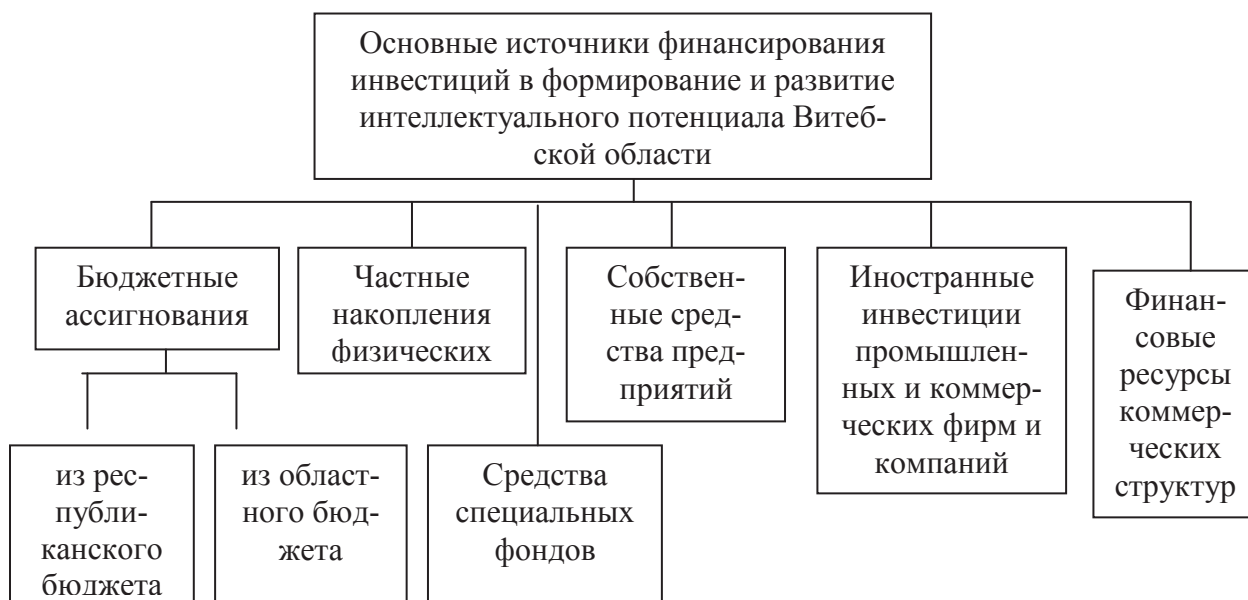 Основные источники финансирования
инвестиций в формирование и развитие
интеллектуального потенциала Витеб-
ской области
Бюджетные
ассигнования
Частные
накопления
физических
Собствен-
ные сред-
ства пред-
приятий
Иностранные
инвестиции
промышлен-
ных и коммер-
ческих фирм и
компаний
Финан-
совые
ресурсы
коммер-
ческих
структур
из рес-
публи-
канского
бюджета
из област-
ного бюд-
жета
Средства
специальных
фондов